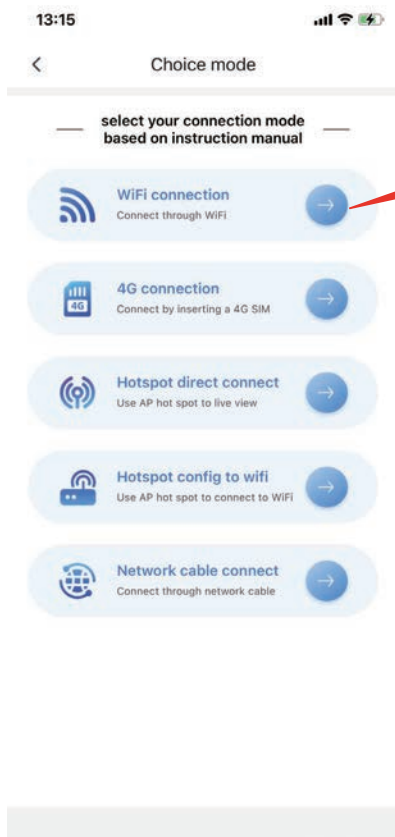 13:15
Choice mode
select your connection mode
based on instruction manual
WiFi connection
Connect through WiFi
4G
4G connection
Connect by inserting a 4G SIM
Hotspot direct connect
Use AP hot spot to live view
Hotspot config to wifi
Use AP hot spot to connect to WiFi
Network cable connect
Connect through network cable